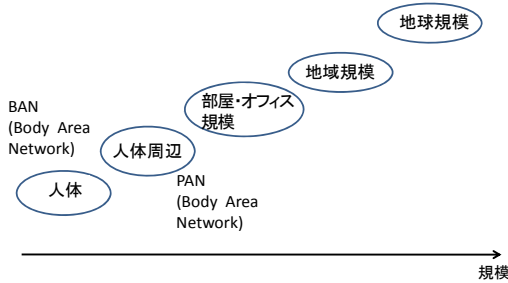 地球規模
地域規模
部屋・オフィス
規模
BAN
(Body Area
Network)
人体周辺
人体
PAN
(Body Area
Network)
規模